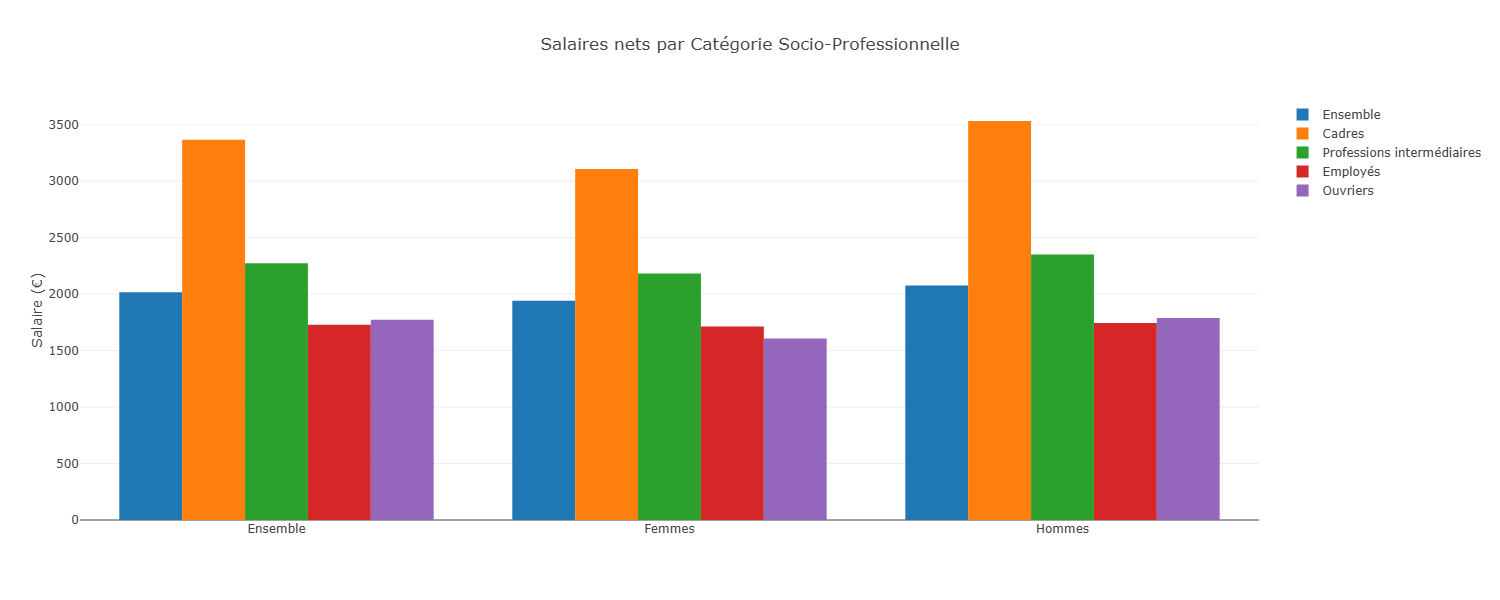 Salaires nets par Catégorie Socio-Professionnelle
Ensemble
Cadres
Professions intermédiaires
Employés
Ouvriers
Salaire (€)
3500
3000
2500
2000
1500
1000
500
0
Ensemble
Femmes
Hommes